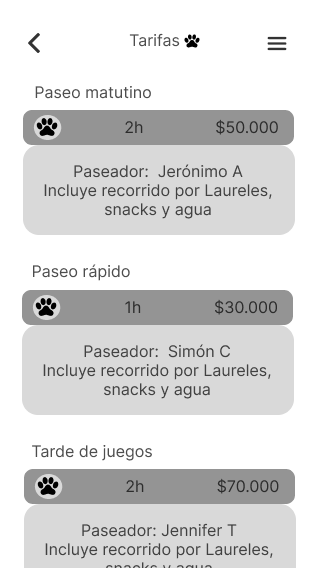 Tarifas
Paseo matutino
2h $50.000
Paseador: Jerónimo A
Incluye recorrido por Laureles,
snacks y agua
Paseo rápido
1h $30.000
Paseador: Simón C
Incluye recorrido por Laureles,
snacks y agua
Tarde de juegos
2h $70.000
Paseador: Jennifer T
Incluye recorrido por Laureles,
snacks y agua